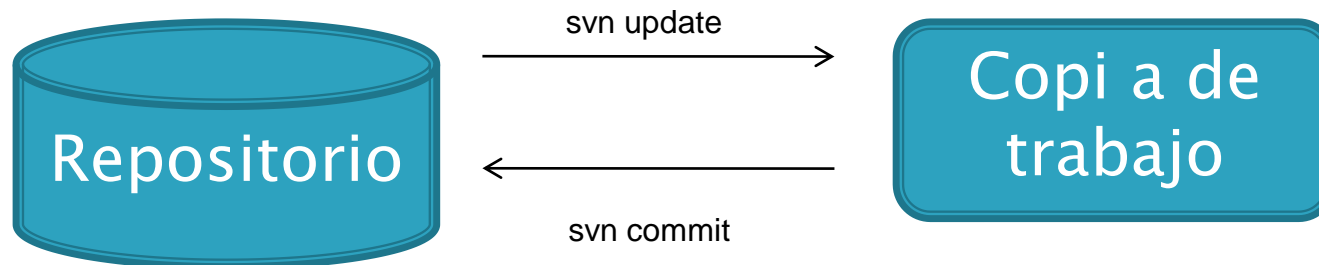 svn update
Repositorio
Copi a de
trabajo
svn commit